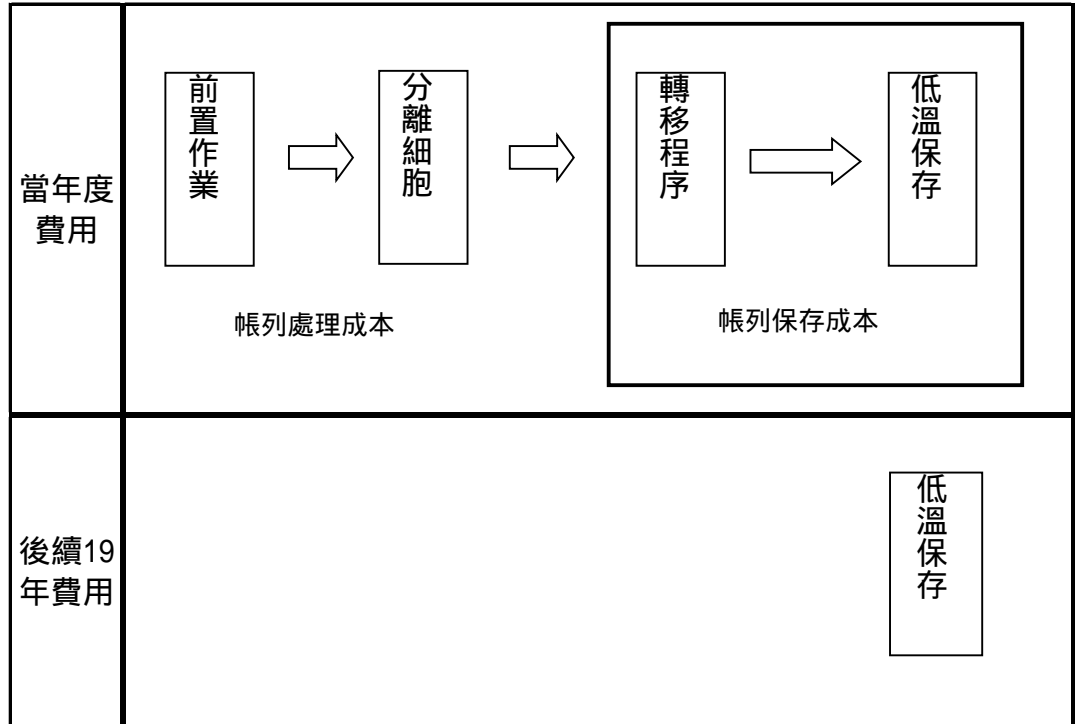 當年度
費用
前置作業
分離細胞
轉移程序
低溫保存
帳列處理成本
帳列保存成本
後續19
年費用
低溫保存